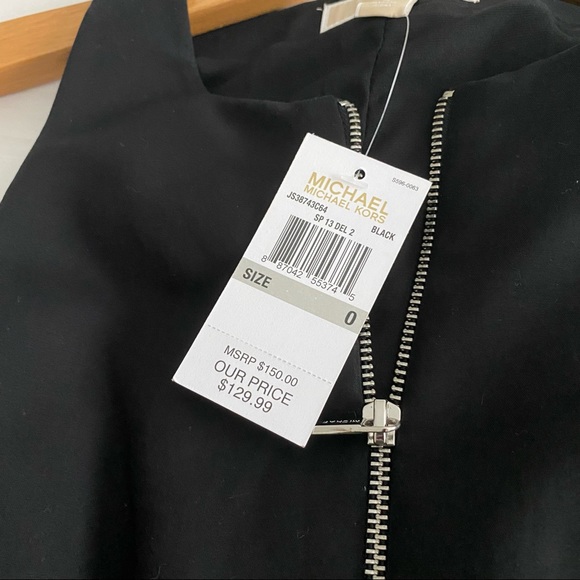 5596-0063
MICHAEL
MICHAEL KORS
JS38743C64
SP 13 DEL 2 BLACK
8 87042 55374 5
SIZE 0
MSRP $150.00
OUR PRICE
$129.99